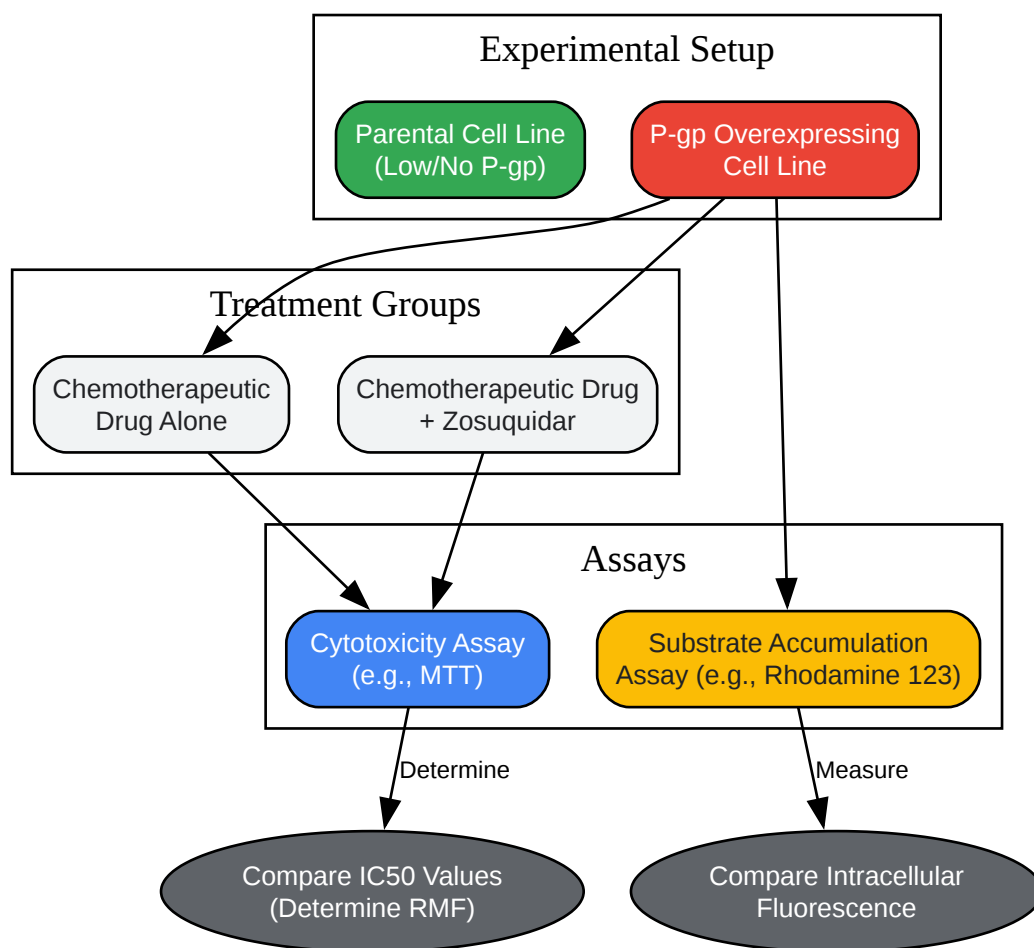 Experimental Setup
Parental Cell Line
(Low/No P-gp)
P-gp Overexpressing
Cell Line
Treatment Groups
Chemotherapeutic
Drug Alone
Chemotherapeutic Drug
+ Zosuquidar
Assays
Cytotoxicity Assay
(e.g., MTT)
Substrate Accumulation
Assay (e.g., Rhodamine 123)
Determine
Measure
Compare IC50 Values
(Determine RMF)
Compare Intracellular
Fluorescence